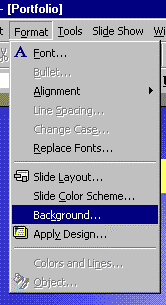 - [Portfolio]
Format Tools Slide Show
Font...
Bullet...
Alignment
Line Spacing...
Change Case...
Replace Fonts...
Slide Layout...
Slide Color Scheme...
Background...
Apply Design...
Colors and Lines...
Object...